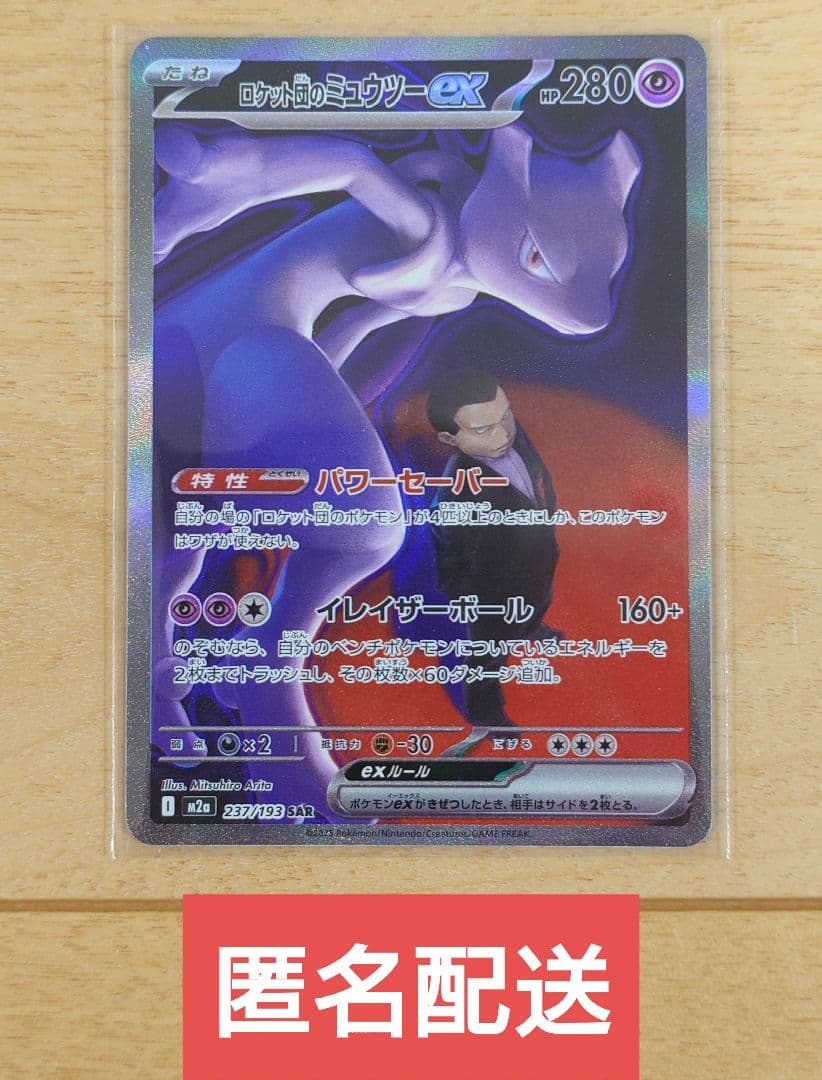 たね ロケット団のミュウツーex HP280
特性 パワーセーバー
自分の場の「ロケット団のポケモン」が4匹以上のときにしか、このポケモン
はワザが使えない。
イレイザーボール 160+
のぞむなら、自分のベンチポケモンについているエネルギーを
2枚までトラッシュし、その枚数×60ダメージ追加。
弱点 ×2 抵抗力 -30 にげる
exルール
ポケモンexがきぜつしたとき、相手はサイドを2枚とる。
Illus. Mitsuhiro Arita
I m2a 237/193 SAR
©2025 Pokémon/Nintendo/Creatures/GAME FREAK.
匿名配送